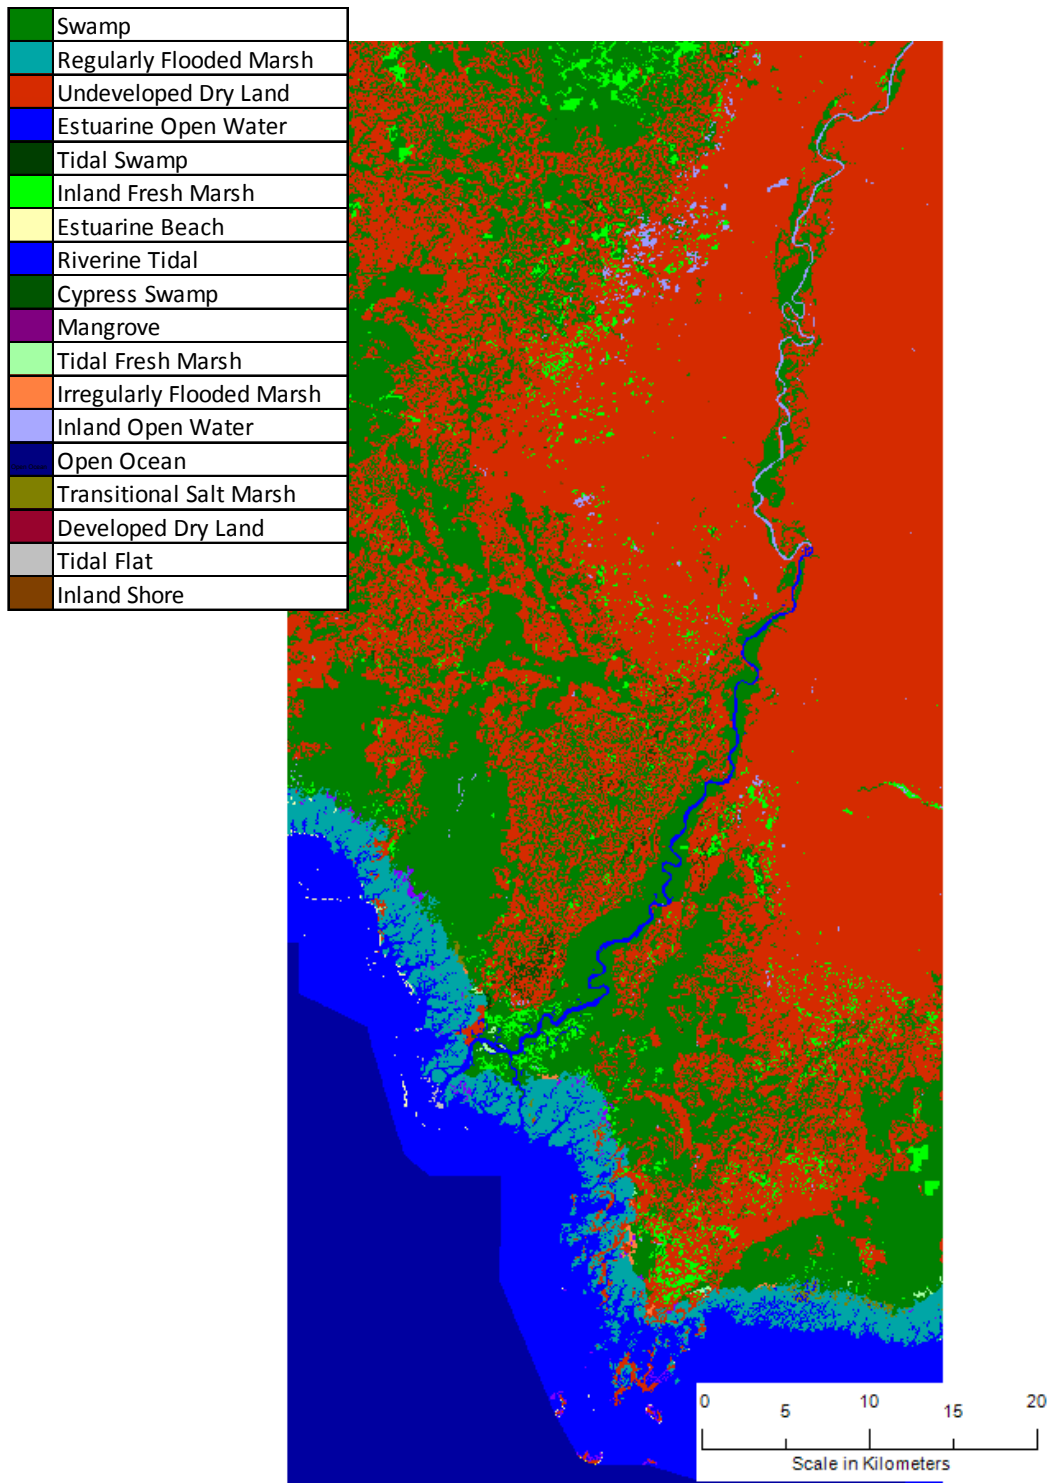 Swamp
Regularly Flooded Marsh
Undeveloped Dry Land
Estuarine Open Water
Tidal Swamp
Inland Fresh Marsh
Estuarine Beach
Riverine Tidal
Cypress Swamp
Mangrove
Tidal Fresh Marsh
Irregularly Flooded Marsh
Inland Open Water
Open Ocean
Transitional Salt Marsh
Developed Dry Land
Tidal Flat
Inland Shore
0 5 10 15 20
Scale in Kilometers